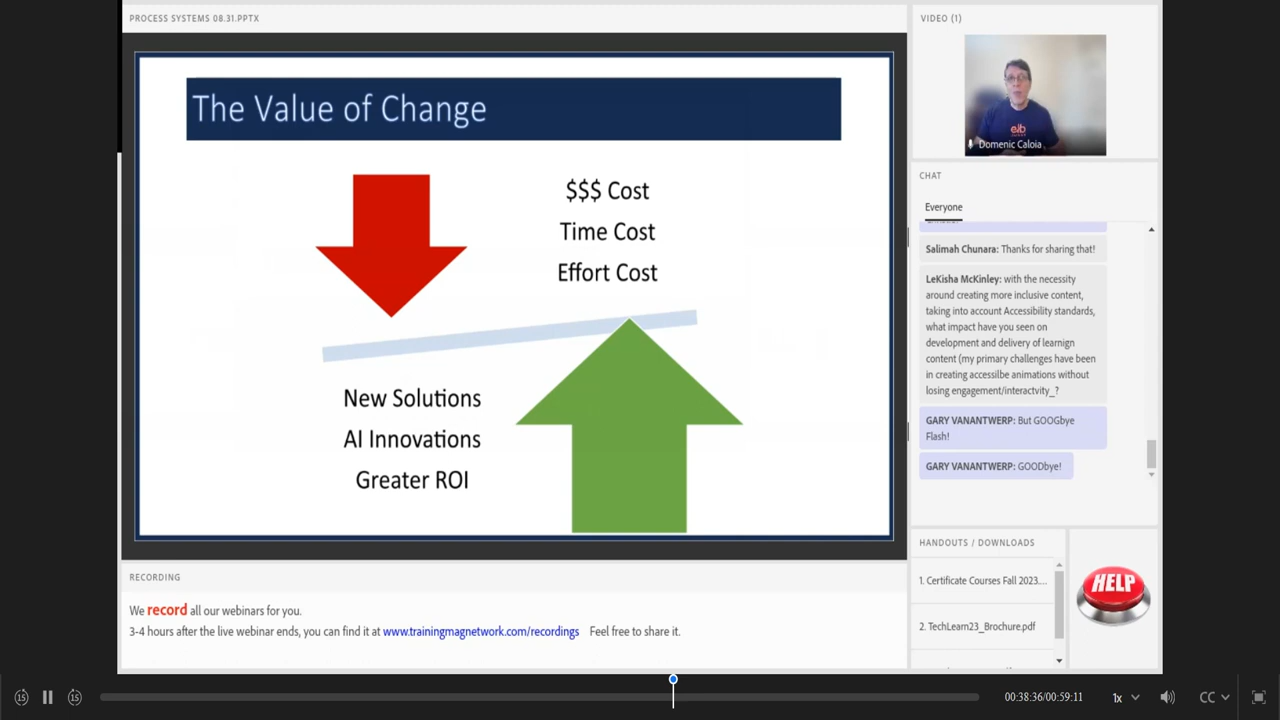 PROCESS SYSTEMS 08.31.PPTX
The Value of Change
$$$ Cost
Time Cost
Effort Cost
New Solutions
AI Innovations
Greater ROI
RECORDING
We record all our webinars for you.
3-4 hours after the live webinar ends, you can find it at www.trainingmagnetwork.com/recordings Feel free to share it.
VIDEO (1)
Domenic Caloia
CHAT
Everyone
Salimah Chunara: Thanks for sharing that!
LeKisha McKinley: with the necessity
around creating more inclusive content,
taking into account Accessibility standards,
what impact have you seen on
development and delivery of learnign
content (my primary challenges have been
in creating accessilbe animations without
losing engagement/interactvity_?
GARY VANANTWERP: But GOOGbye
Flash!
GARY VANANTWERP: GOODbye!
HANDOUTS / DOWNLOADS
1. Certificate Courses Fall 2023....
2. TechLearn23_Brochure.pdf
HELP
15
15
00:38:36/00:59:11
1x
CC